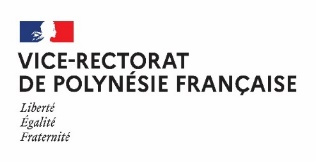 VICE-RECTORAT
DE POLYNÉSIE FRANÇAISE
Liberté
Égalité
Fraternité